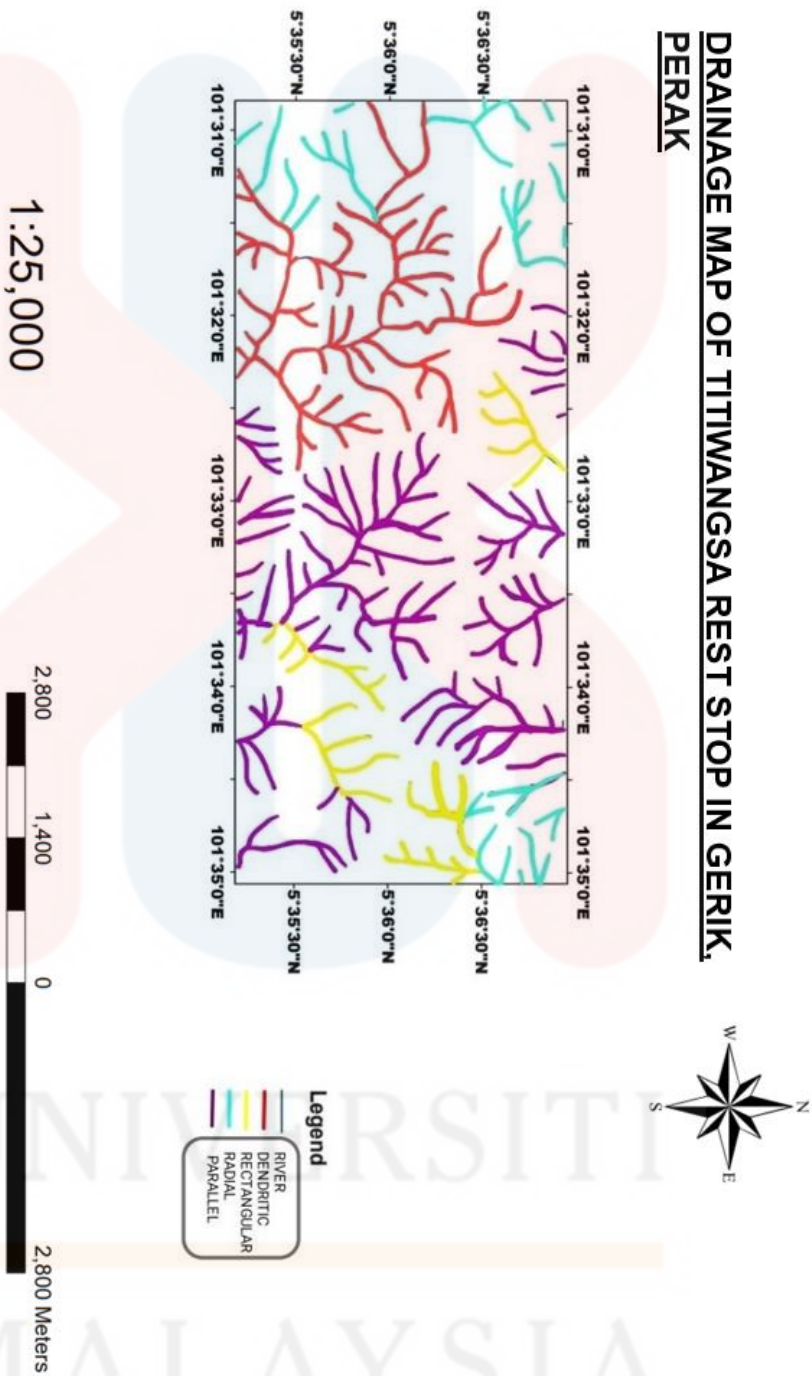 DRAINAGE MAP OF TITIWANGSA REST STOP IN GERIK,
PERAK
101°31'0"E 101°32'0"E 101°33'0"E 101°34'0"E 101°35'0"E
5°36'30"N 5°36'30"N
5°36'0"N 5°36'0"N
5°35'30"N 5°35'30"N
101°31'0"E 101°32'0"E 101°33'0"E 101°34'0"E 101°35'0"E
N
W E
S
Legend
RIVER
DENDRITIC
RECTANGULAR
RADIAL
PARALLEL
1:25,000
2,800 1,400 0 2,800 Meters
UNIVERSITI
MALAYSIA